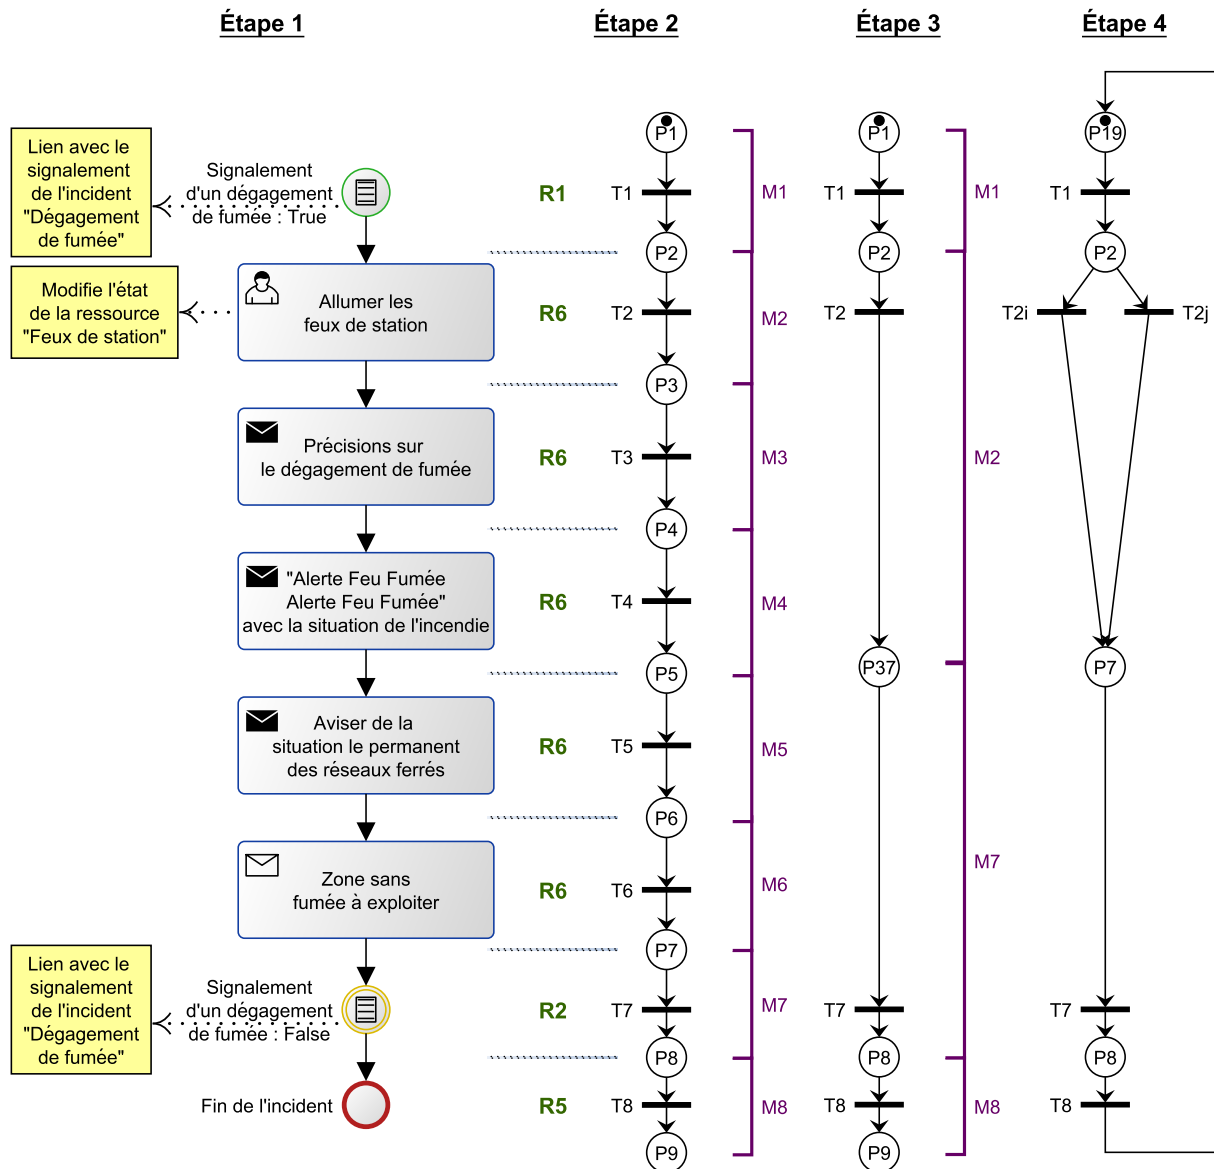 Étape 1
Étape 2
Étape 3
Étape 4
Lien avec le
signalement
de l'incident
"Dégagement
de fumée"
Signalement
d'un dégagement
de fumée : True
Modifie l'état
de la ressource
"Feux de station"
Allumer les
feux de station
Précisions sur
le dégagement de fumée
"Alerte Feu Fumée
Alerte Feu Fumée"
avec la situation de l'incendie
Aviser de la
situation le permanent
des réseaux ferrés
Zone sans
fumée à exploiter
Lien avec le
signalement
de l'incident
"Dégagement
de fumée"
Signalement
d'un dégagement
de fumée : False
Fin de l'incident
R1
R6
R6
R6
R6
R6
R2
R5
P1
T1
P2
T2
P3
T3
P4
T4
P5
T5
P6
T6
P7
T7
P8
T8
P9
M1
M2
M3
M4
M5
M6
M7
M8
P1
T1
P2
T2
P37
T7
P8
T8
P9
M1
M2
M7
M8
P19
T1
P2
T2i
T2j
P7
T7
P8
T8